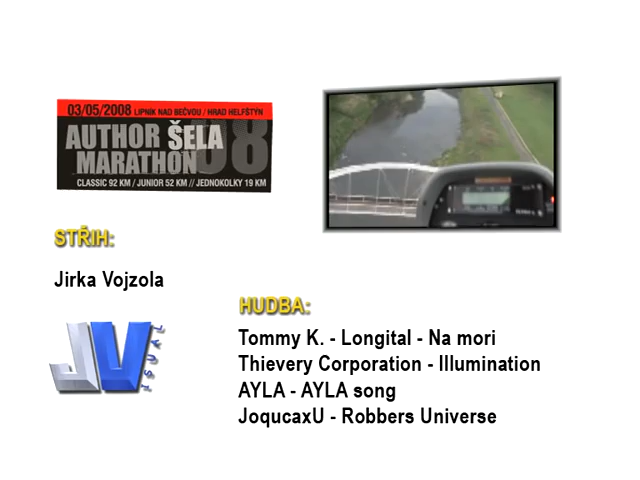 03/05/2008 LIPNÍK NAD BEČVOU / HRAD HELFŠTÝN
AUTHOR ŠELA
MARATHON 08
CLASSIC 92 KM / JUNIOR 52 KM // JEDNOKOLKY 19 KM
STŘIH:
Jirka Vojzola
JV ISUAL
HUDBA:
Tommy K. - Longital - Na mori
Thievery Corporation - Illumination
AYLA - AYLA song
JoqucaxU - Robbers Universe